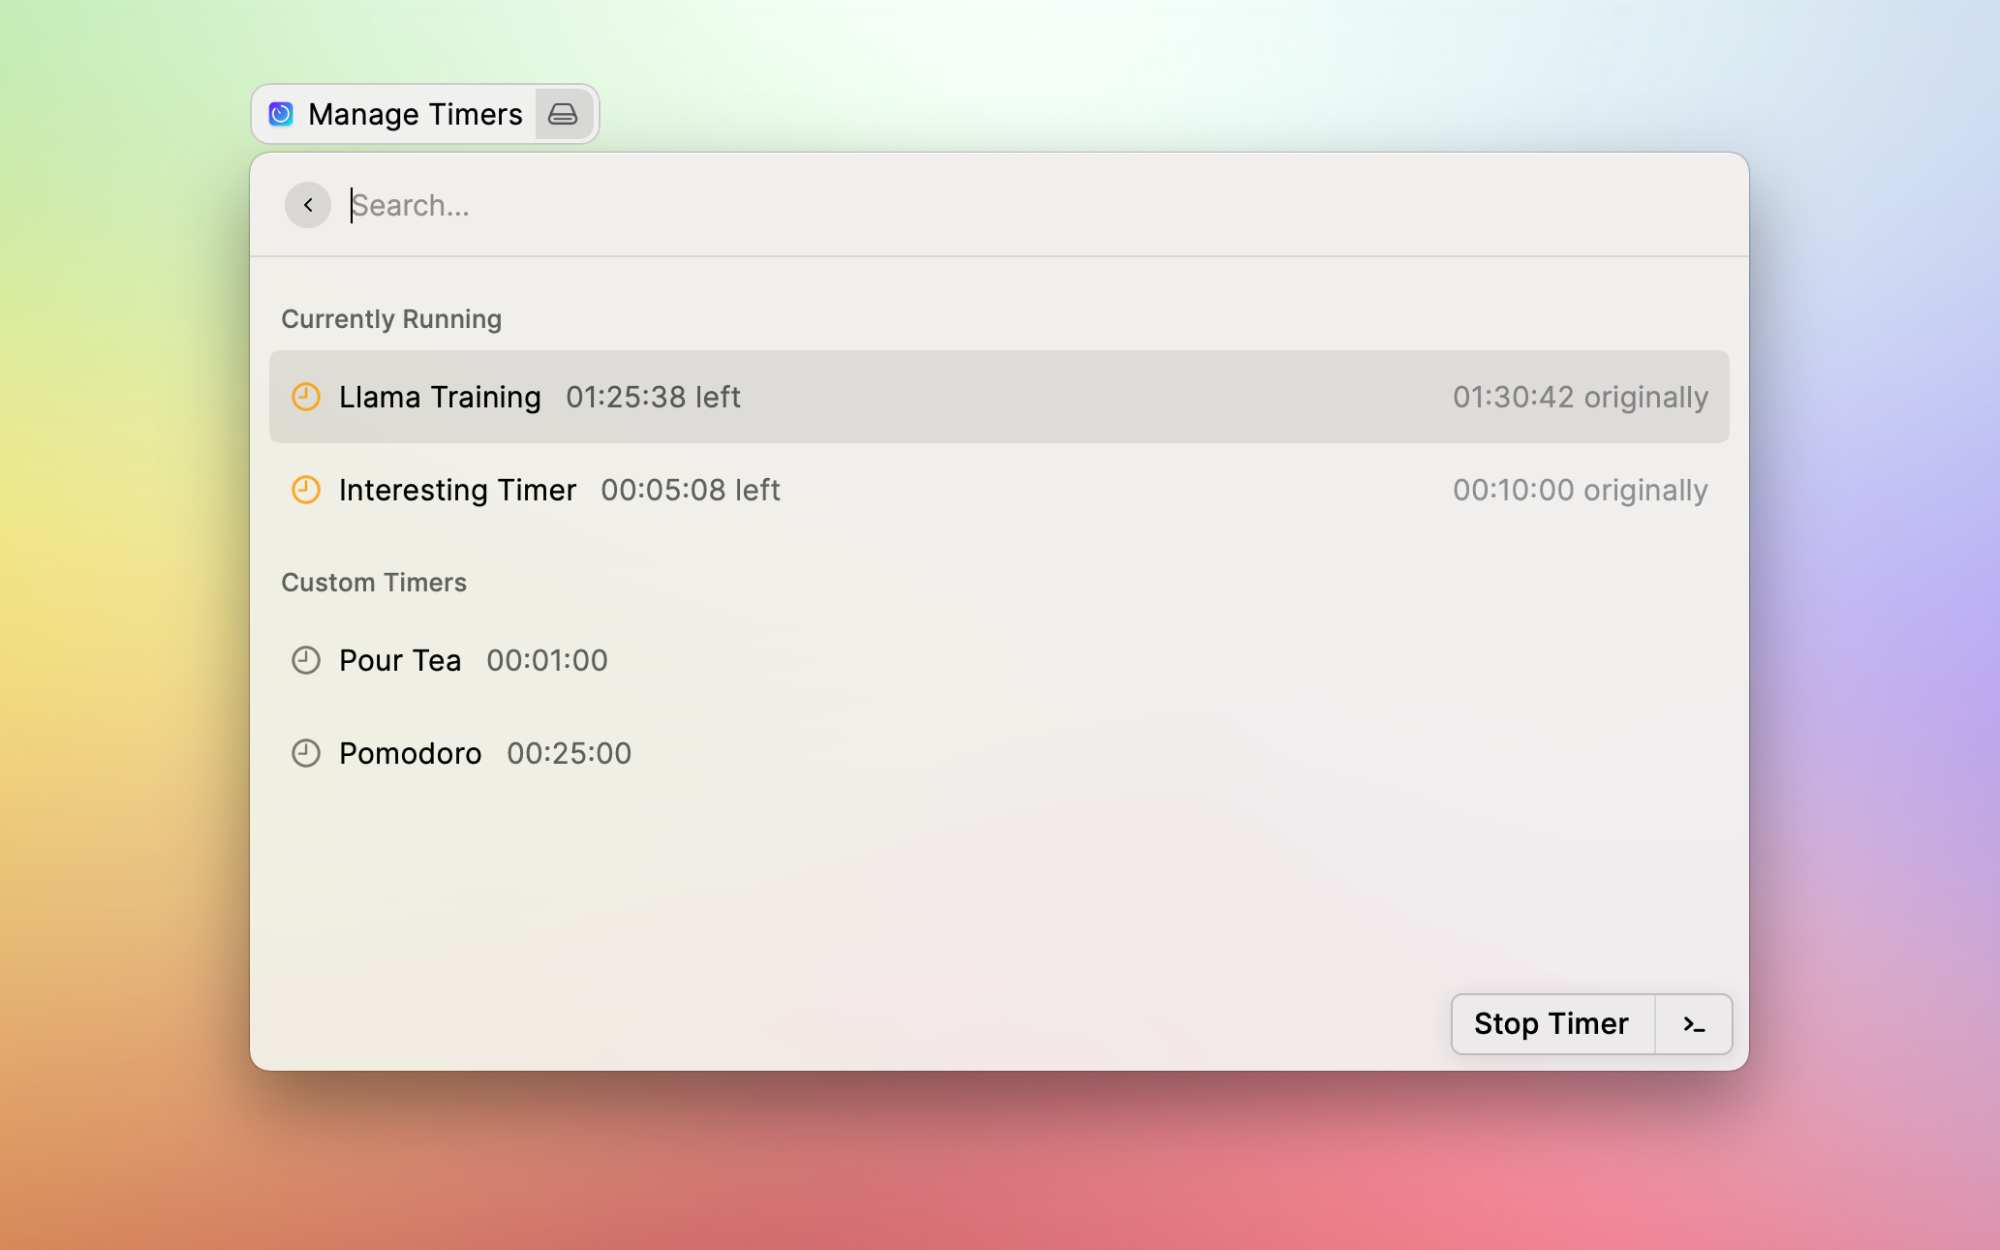 Manage Timers
Search...
Currently Running
Llama Training 01:25:38 left 01:30:42 originally
Interesting Timer 00:05:08 left 00:10:00 originally
Custom Timers
Pour Tea 00:01:00
Pomodoro 00:25:00
Stop Timer